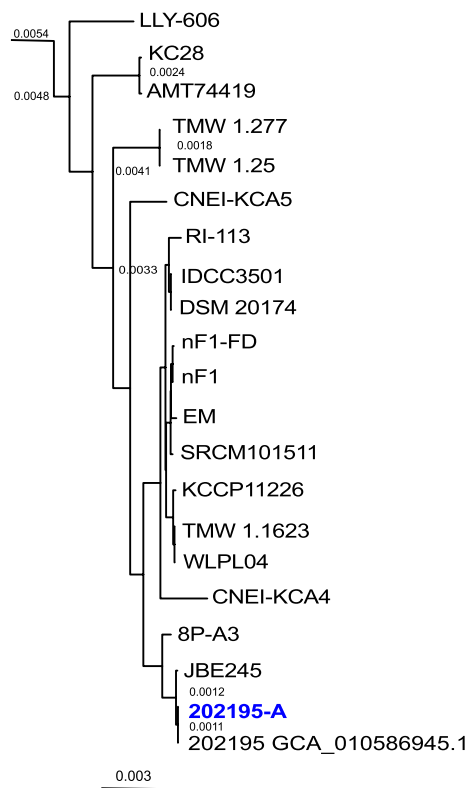 0.0054
LLY-606
KC28
0.0024
0.0048
AMT74419
TMW 1.277
0.0018
TMW 1.25
0.0041
CNEI-KCA5
RI-113
0.0033
IDCC3501
DSM 20174
nF1-FD
nF1
EM
SRCM101511
KCCP11226
TMW 1.1623
WLPL04
CNEI-KCA4
8P-A3
JBE245
0.0012
202195-A
0.0011
202195 GCA_010586945.1
0.003